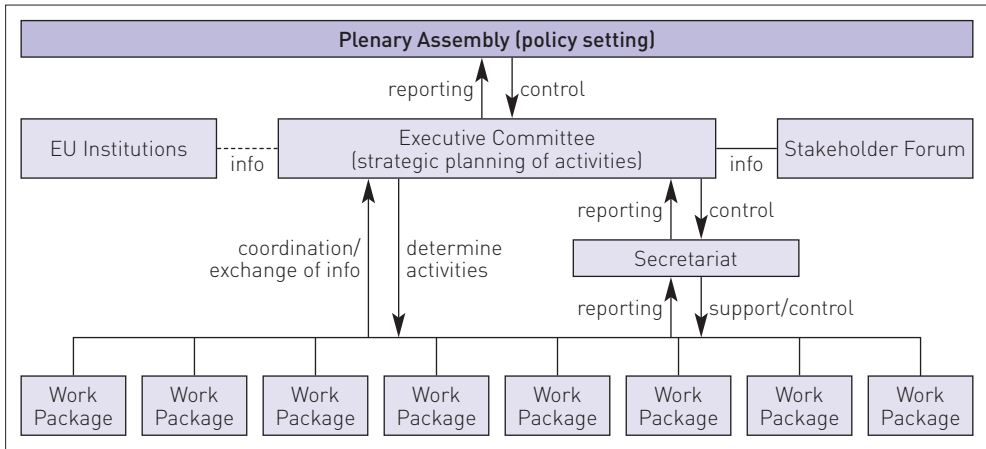 Plenary Assembly (policy setting)
reporting
control
EU Institutions
info
Executive Committee
(strategic planning of activities)
info
Stakeholder Forum
reporting
control
coordination/
exchange of info
determine
activities
Secretariat
reporting
support/control
Work
Package
Work
Package
Work
Package
Work
Package
Work
Package
Work
Package
Work
Package
Work
Package